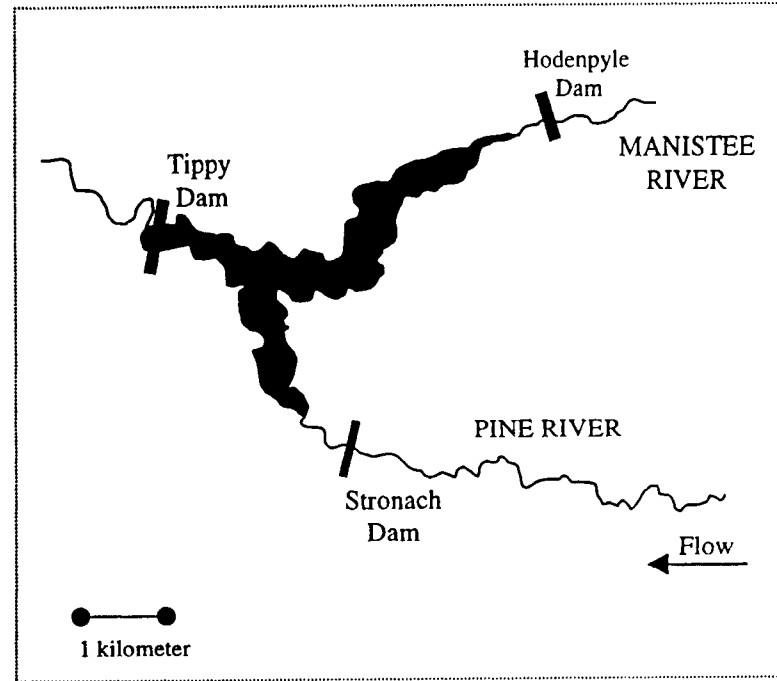 Hodenpyle
Dam
MANISTEE
RIVER
Tippy
Dam
PINE RIVER
Stronach
Dam
Flow
1 kilometer